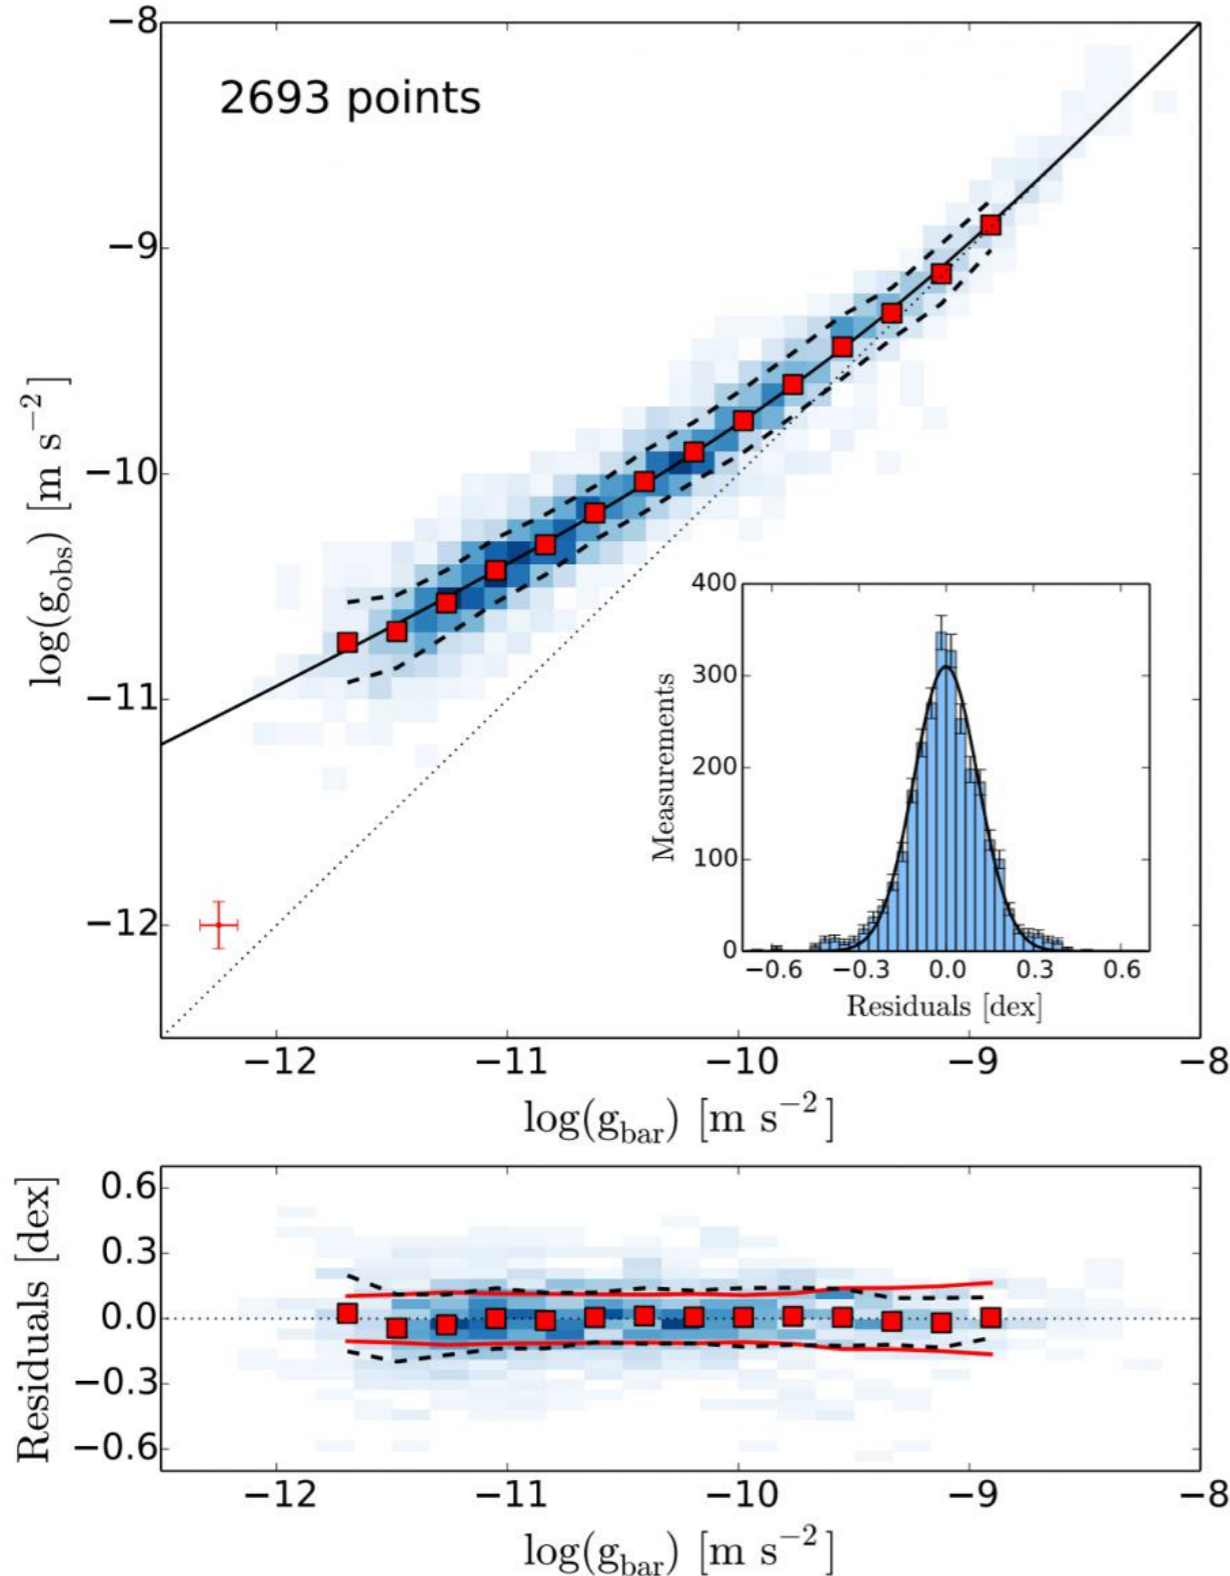 −8
2693 points
−9
−10
−11
−12
log(g_obs) [m s⁻²]
400
300
200
100
0
Measurements
−0.6 −0.3 0.0 0.3 0.6
Residuals [dex]
−12 −11 −10 −9 −8
log(g_bar) [m s⁻²]
0.6
0.3
0.0
−0.3
−0.6
Residuals [dex]
−12 −11 −10 −9 −8
log(g_bar) [m s⁻²]